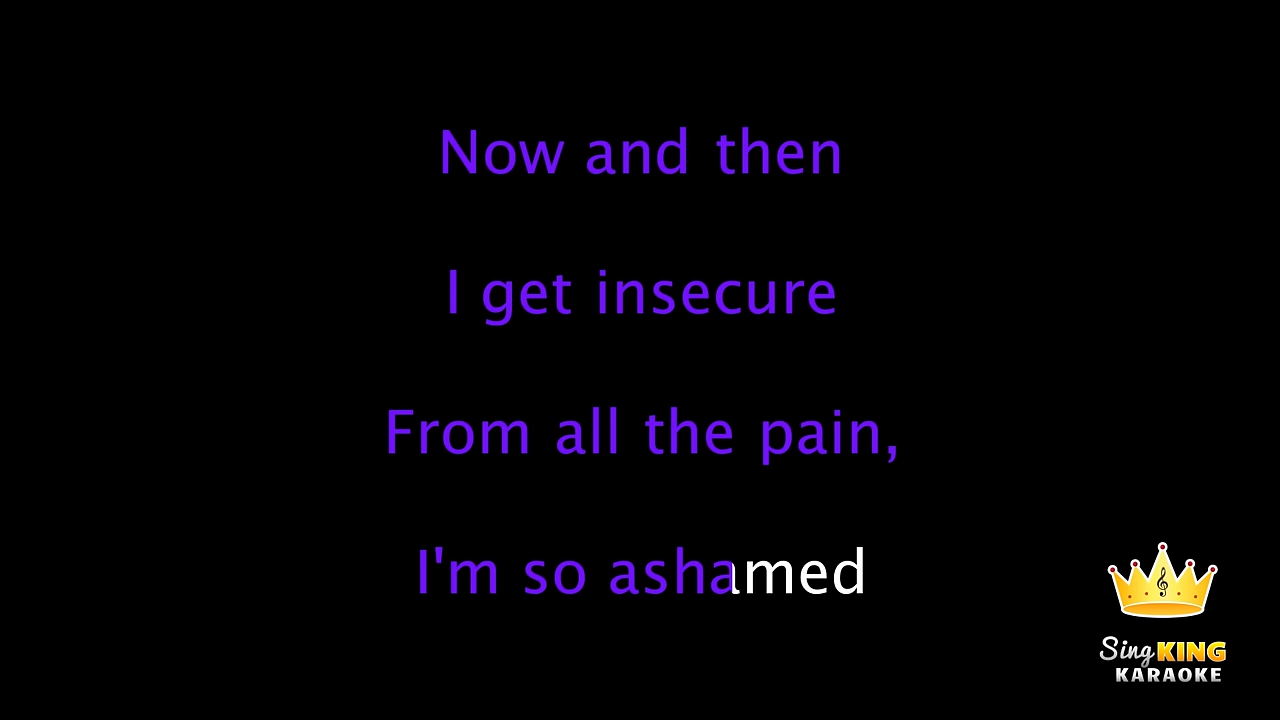 Now and then
I get insecure
From all the pain,
I'm so ashamed
Sing KING
KARAOKE